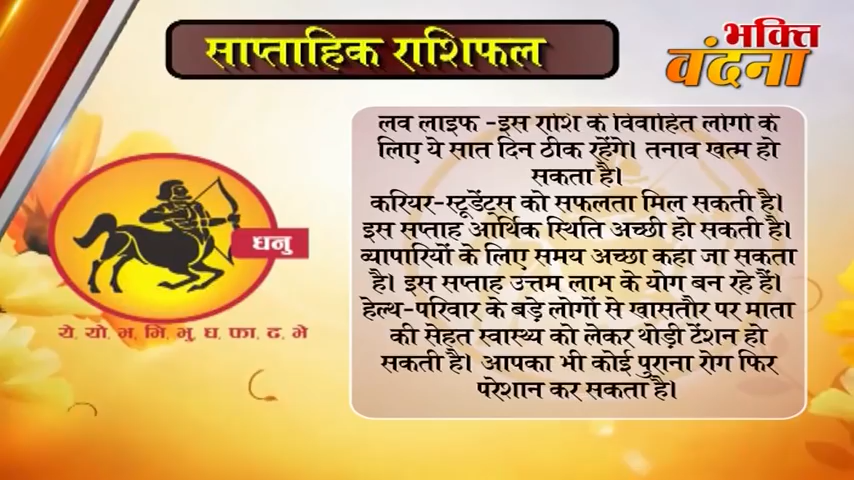 साप्ताहिक राशिफल
भक्ति
वंदना
लव लाइफ -इस राशि के विवाहित लोगों के
लिए ये सात दिन ठीक रहेंगे। तनाव खत्म हो
सकता है।
करियर-स्टूडेंट्स को सफलता मिल सकती है।
इस सप्ताह आर्थिक स्थिति अच्छी हो सकती है।
व्यापारियों के लिए समय अच्छा कहा जा सकता
है। इस सप्ताह उत्तम लाभ के योग बन रहे हैं।
हेल्थ-परिवार के बड़े लोगों से खासतौर पर माता
की सेहत स्वास्थ्य को लेकर थोड़ी टेंशन हो
सकती है। आपका भी कोई पुराना रोग फिर
परेशान कर सकता है।
धनु
ये, यो, भ, भि, भु, ध, फा, ढ, भे